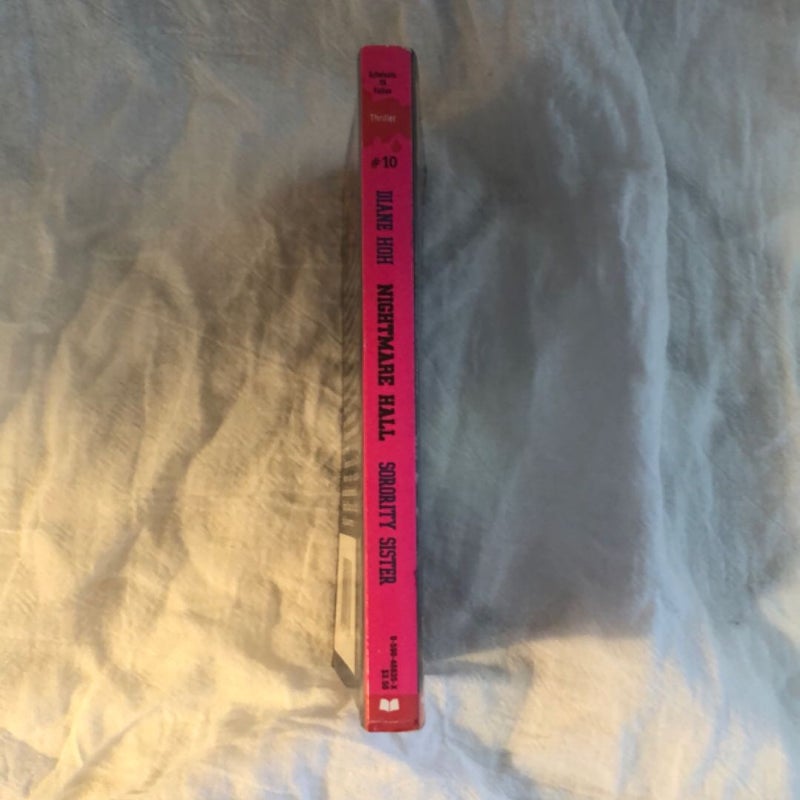 Thriller
#10
DIANE HOH
NIGHTMARE HALL
SORORITY SISTER